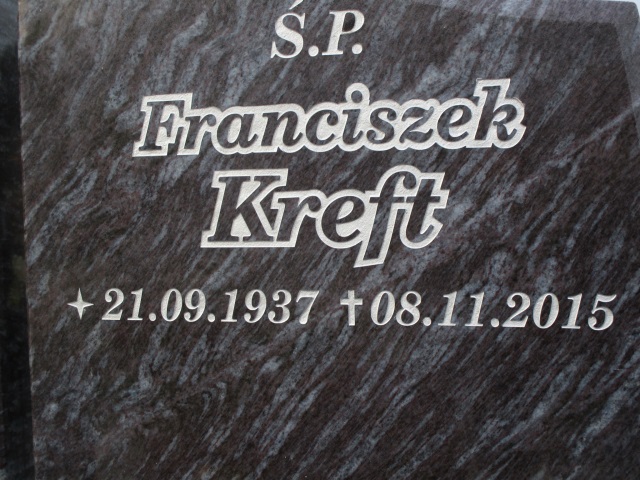 Ś.P.
Franciszek
Kreft
✦21.09.1937 ✝08.11.2015